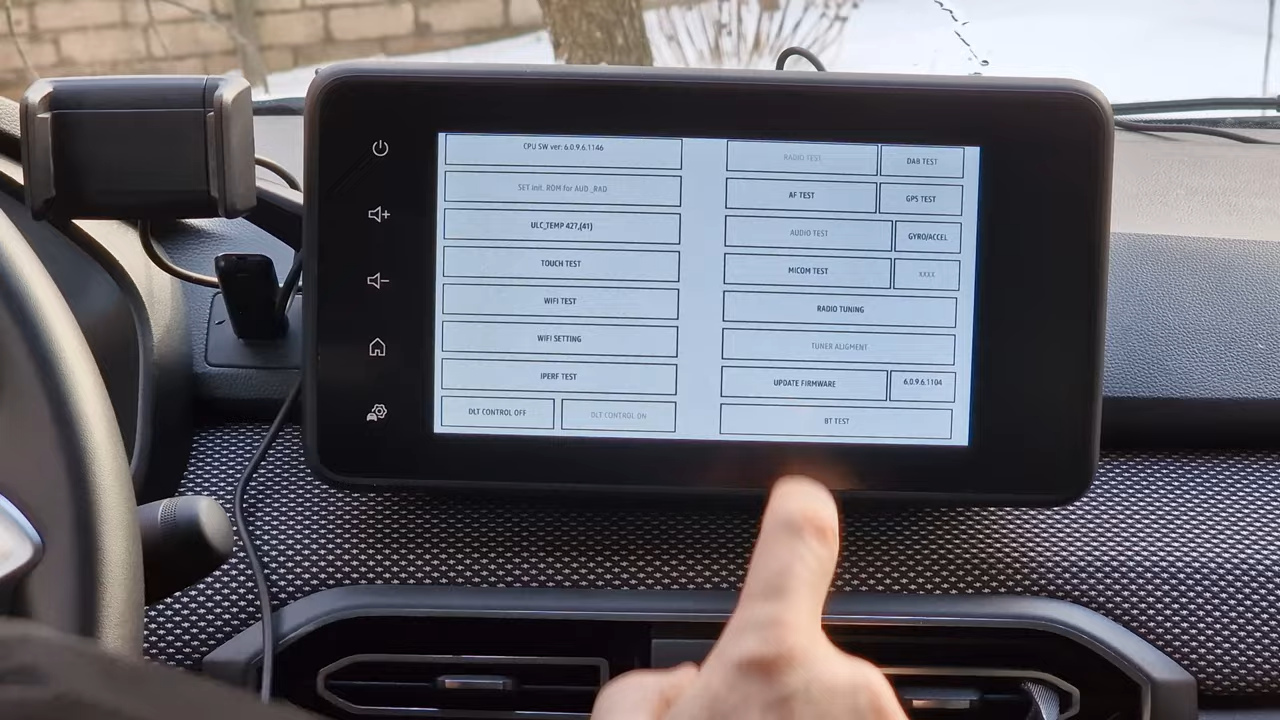 CPU SW ver: 6.0.9.6.1146
SET init. ROM for AUD_RAD
ULC_TEMP 42?,(41)
TOUCH TEST
WIFI TEST
WIFI SETTING
IPERF TEST
DLT CONTROL OFF
DLT CONTROL ON
RADIO TEST
DAB TEST
AF TEST
GPS TEST
AUDIO TEST
GYRO/ACCEL
MICOM TEST
XXXX
RADIO TUNING
TUNER ALIGMENT
UPDATE FIRMWARE
6.0.9.6.1104
BT TEST